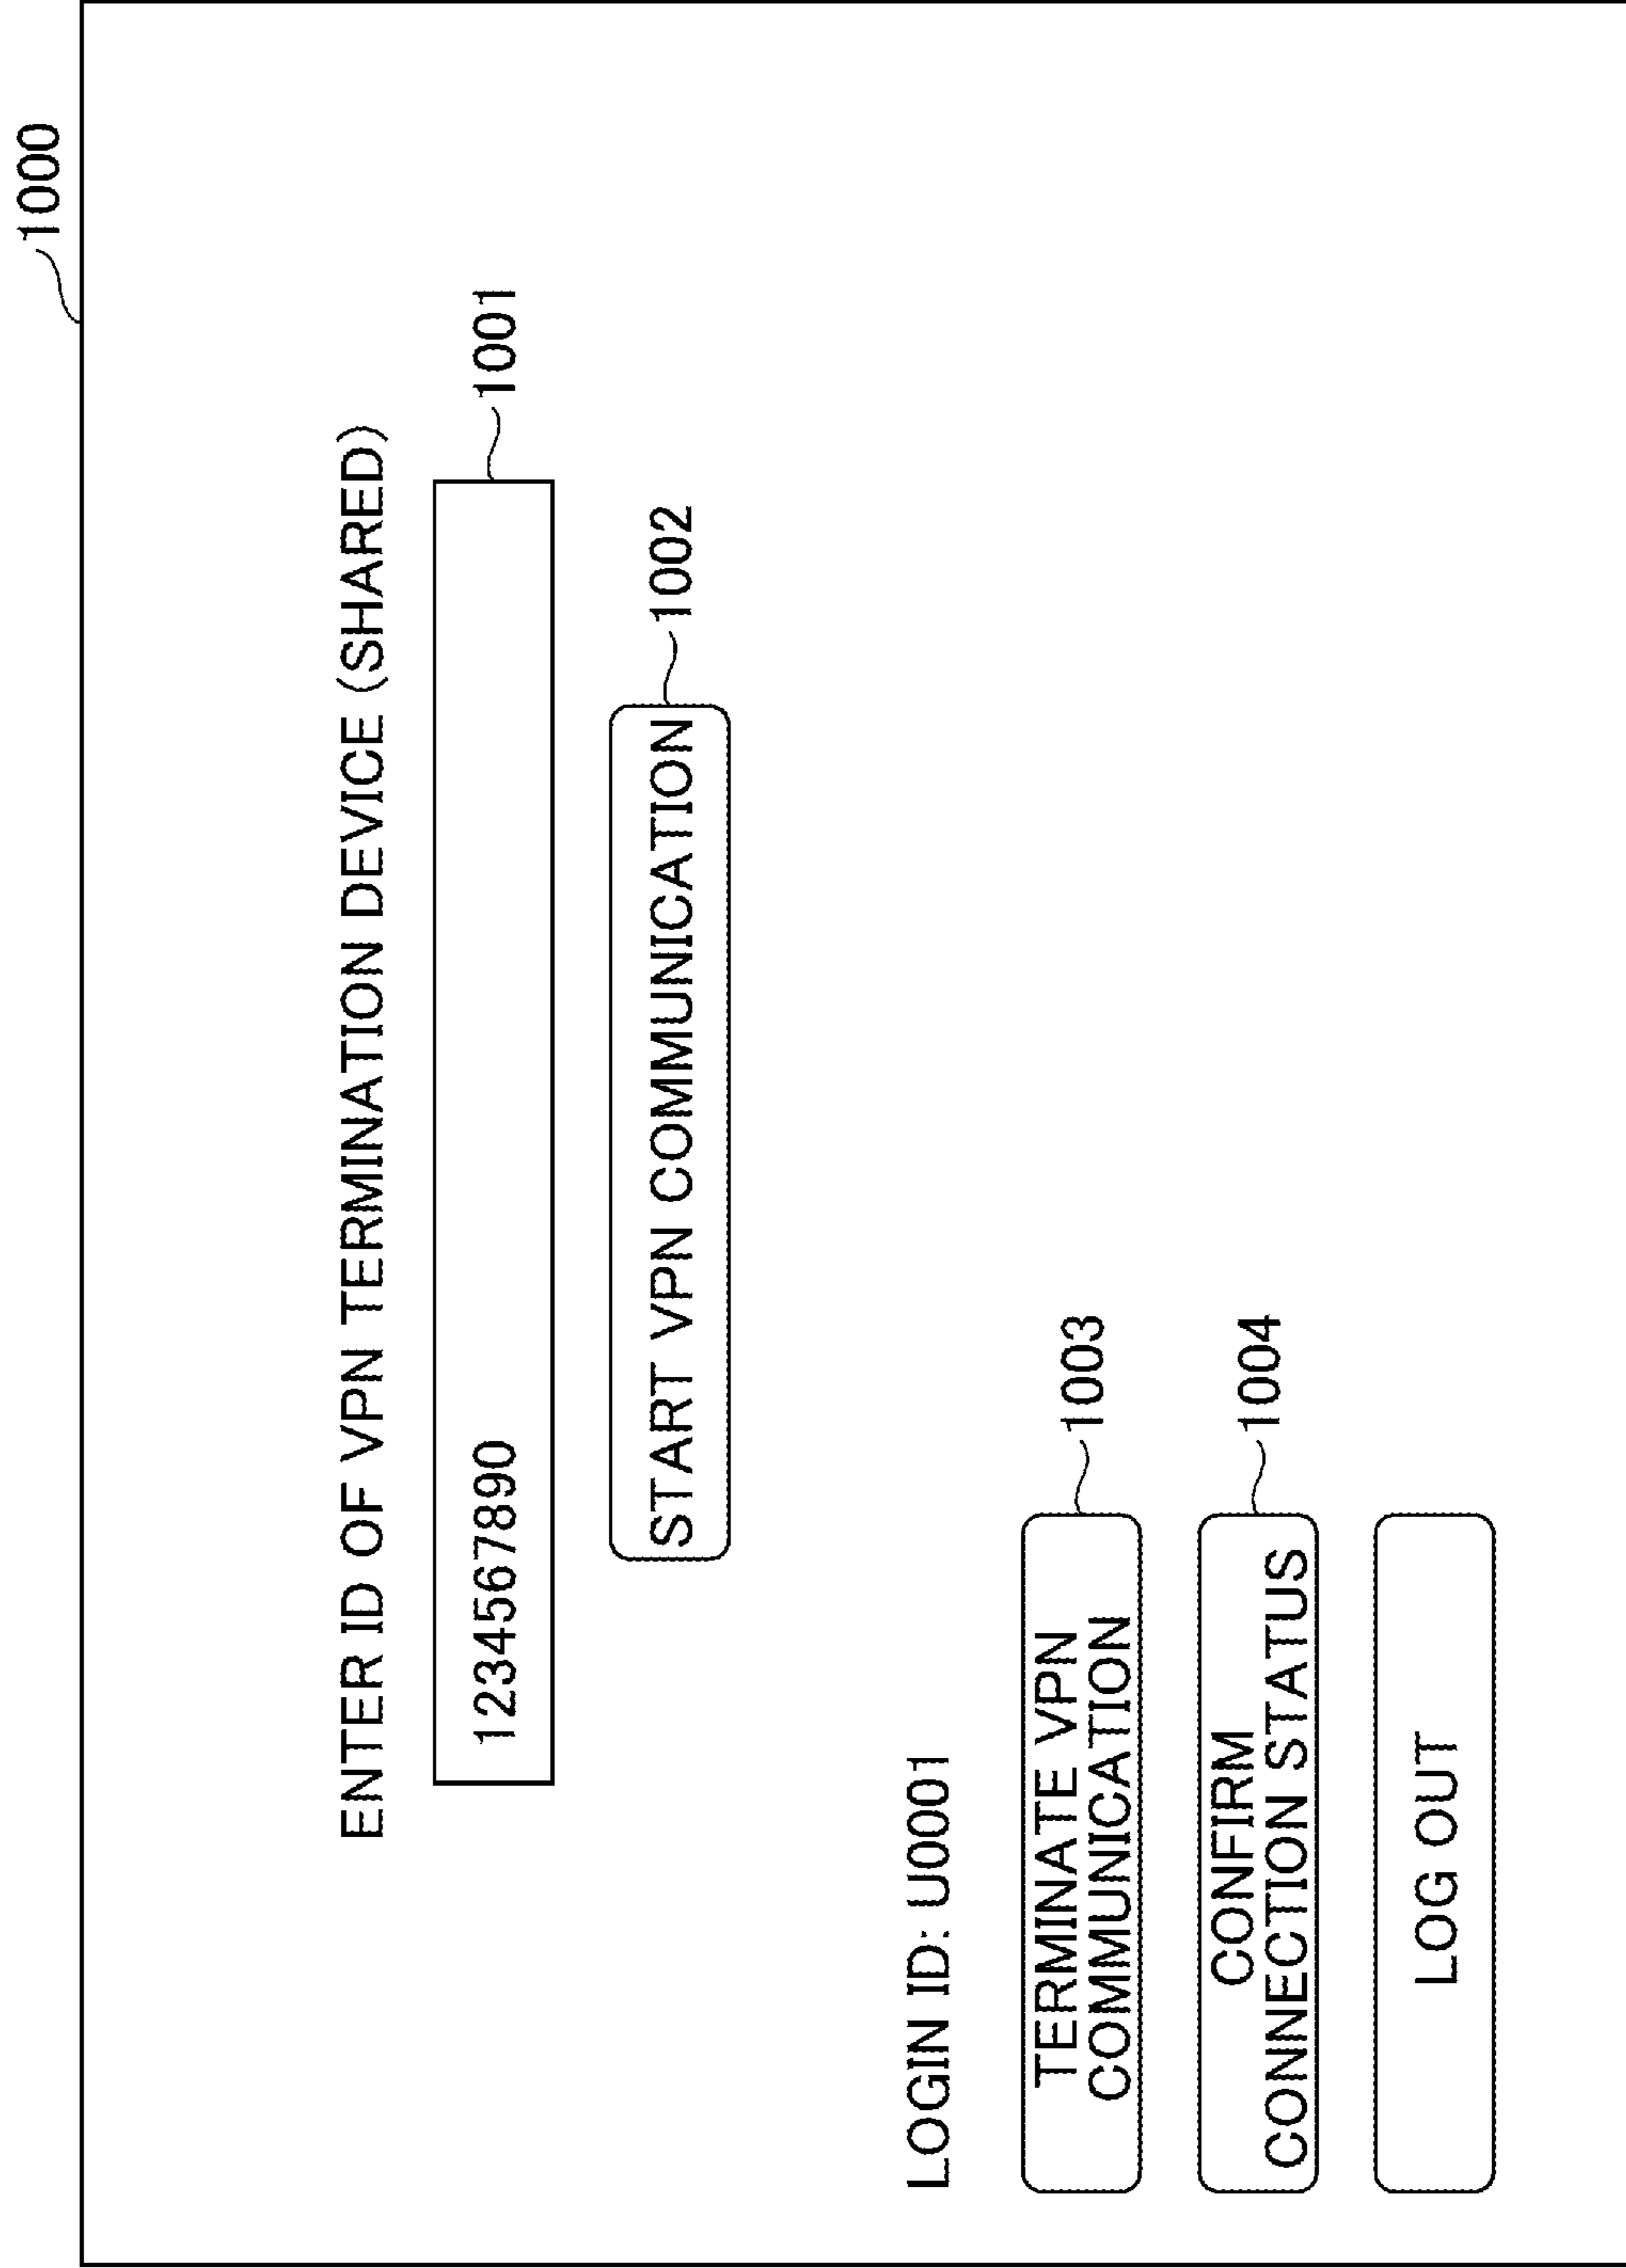 1000
ENTER ID OF VPN TERMINATION DEVICE (SHARED)
1234567890
1001
START VPN COMMUNICATION
1002
LOGIN ID: U0001
TERMINATE VPN
COMMUNICATION
1003
CONFIRM
CONNECTION STATUS
1004
LOG OUT